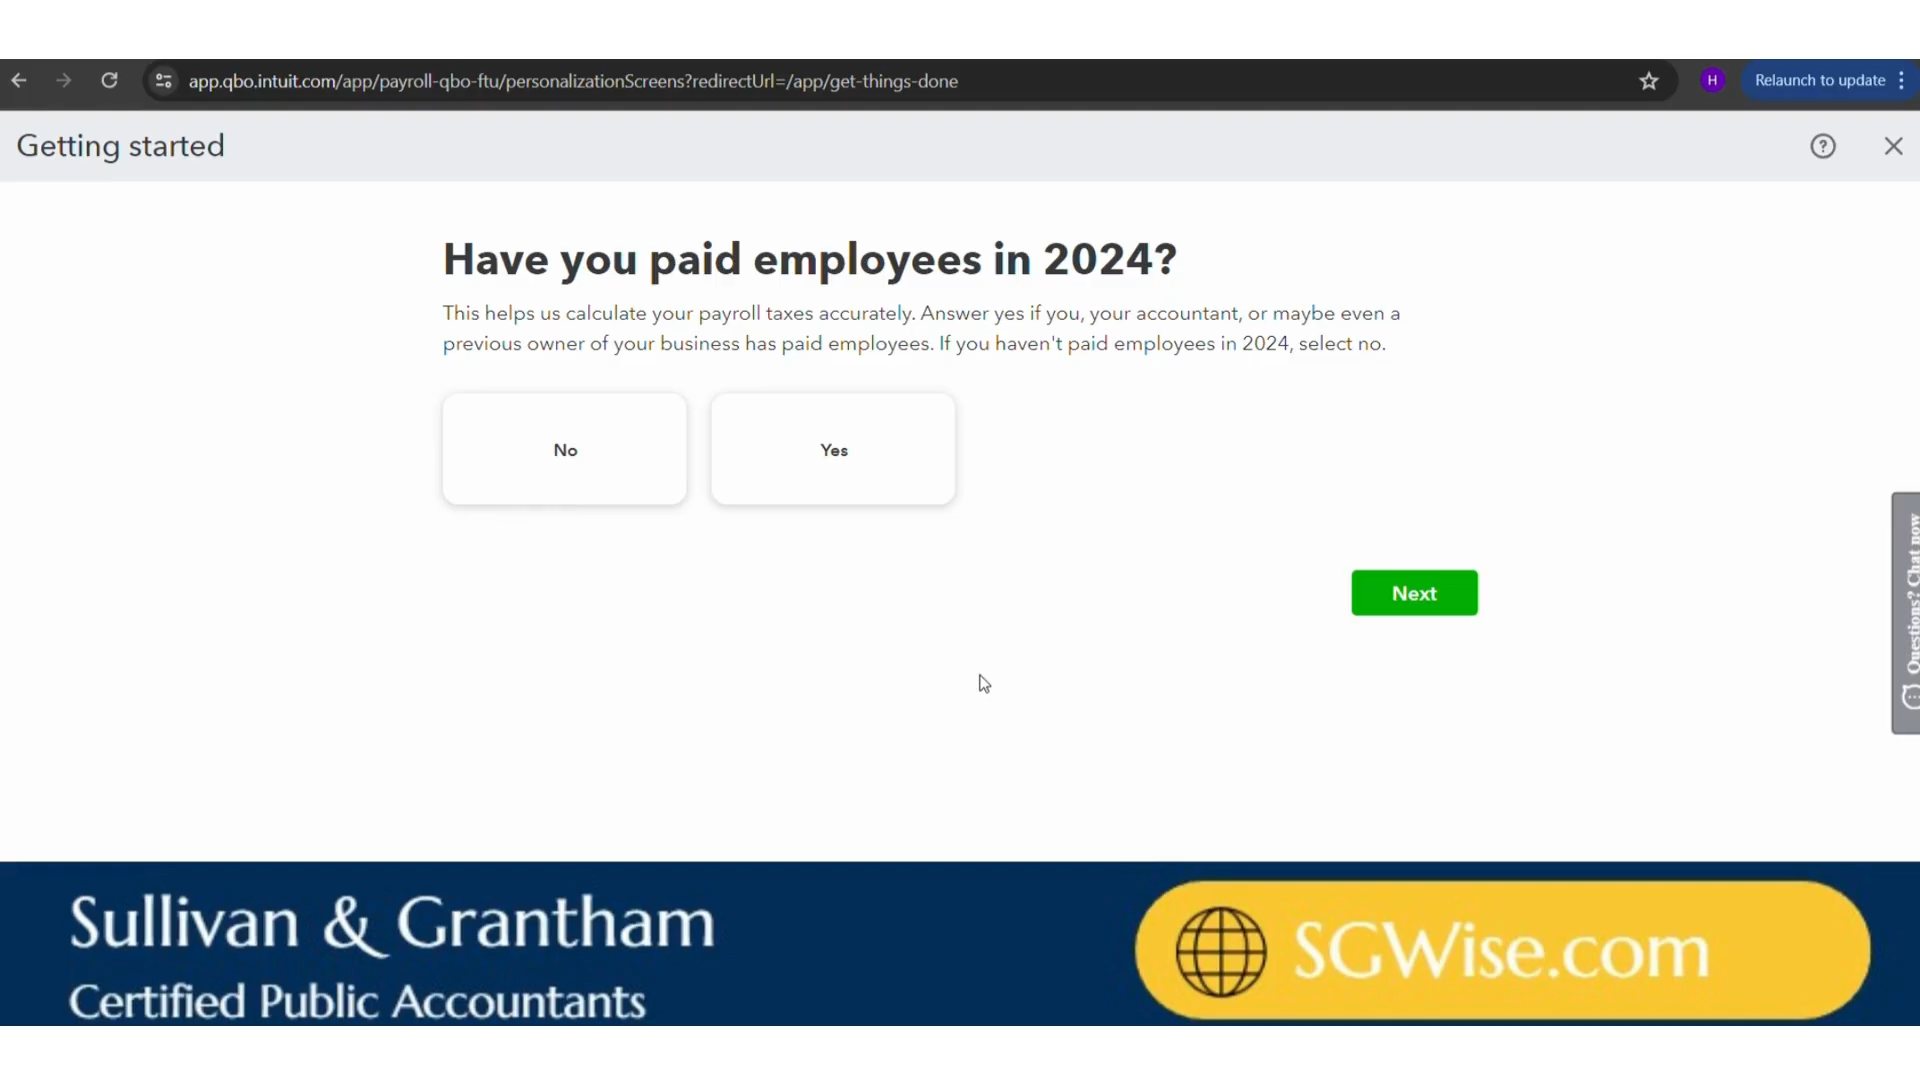 app.qbo.intuit.com/app/payroll-qbo-ftu/personalizationScreens?redirectUrl=/app/get-things-done
H
Relaunch to update
Getting started
Have you paid employees in 2024?
This helps us calculate your payroll taxes accurately. Answer yes if you, your accountant, or maybe even a
previous owner of your business has paid employees. If you haven't paid employees in 2024, select no.
No
Yes
Next
Questions? Chat now
Sullivan & Grantham
Certified Public Accountants
SGWise.com